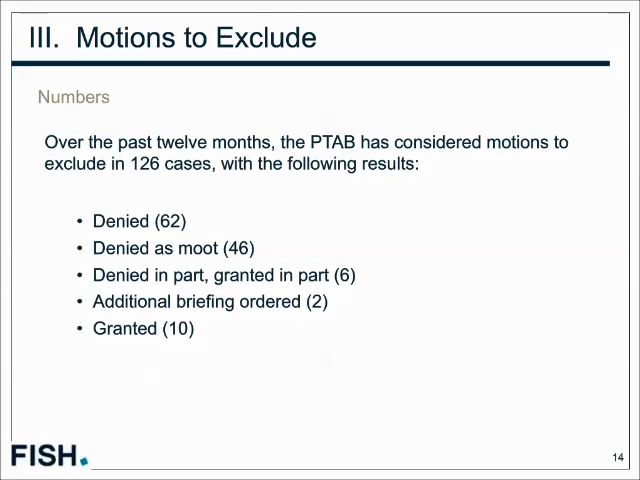 III. Motions to Exclude
Numbers
Over the past twelve months, the PTAB has considered motions to
exclude in 126 cases, with the following results:
• Denied (62)
• Denied as moot (46)
• Denied in part, granted in part (6)
• Additional briefing ordered (2)
• Granted (10)
FISH.
14